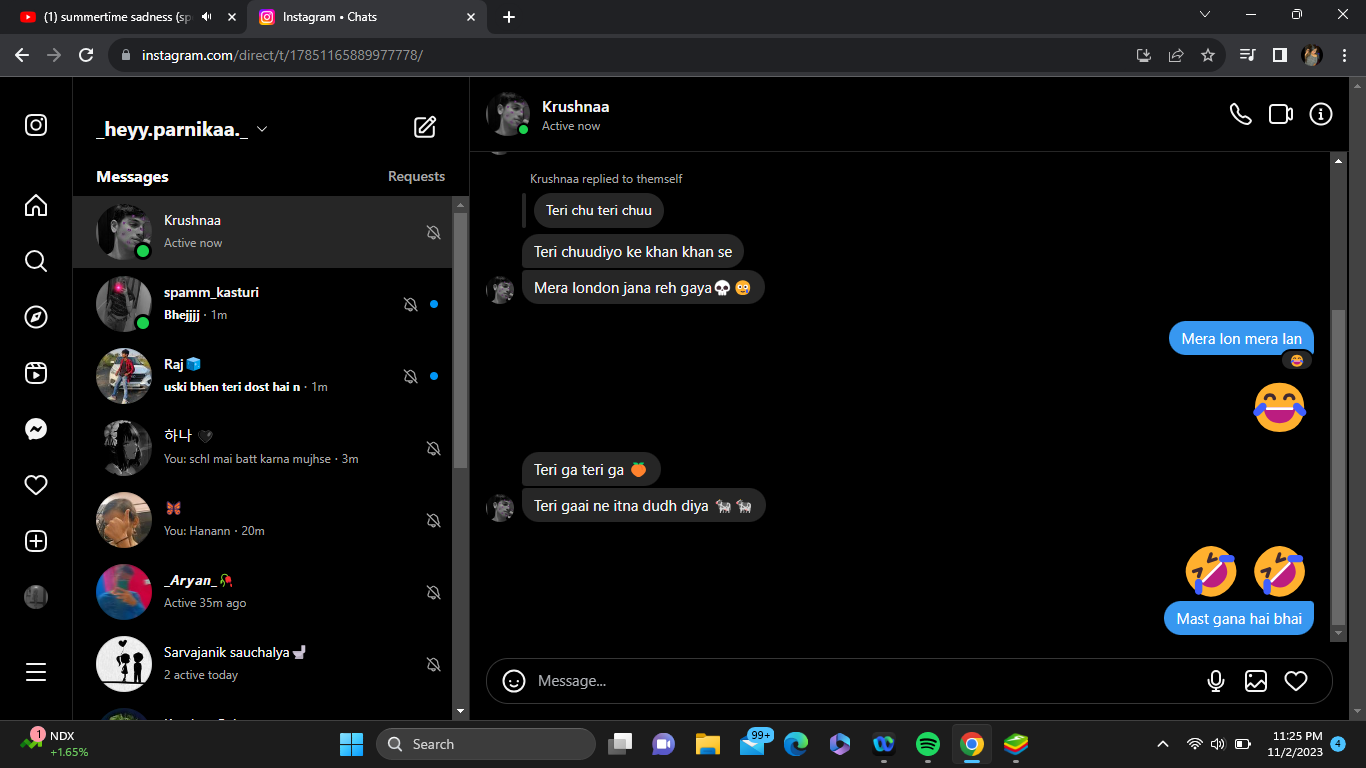 (1) summertime sadness (sp
Instagram • Chats
instagram.com/direct/t/17851165889977778/
_heyy.parnikaa._
Messages
Requests
Krushnaa
Active now
spamm_kasturi
Bhejjjj · 1m
Raj🧊
uski bhen teri dost hai n · 1m
하나 🖤
You: schl mai batt karna mujhse · 3m
🦋
You: Hanann · 20m
_Aryan_🥀
Active 35m ago
Sarvajanik sauchalya🚽
2 active today
Krushnaa
Active now
Krushnaa replied to themself
Teri chu teri chuu
Teri chuudiyo ke khan khan se
Mera london jana reh gaya💀🥲
Mera lon mera lan
😂
😂
Teri ga teri ga 🍊
Teri gaai ne itna dudh diya 🐄🐄
🤣 🤣
Mast gana hai bhai
Message...
1
NDX
+1.65%
Search
99+
11:25 PM
11/2/2023
4